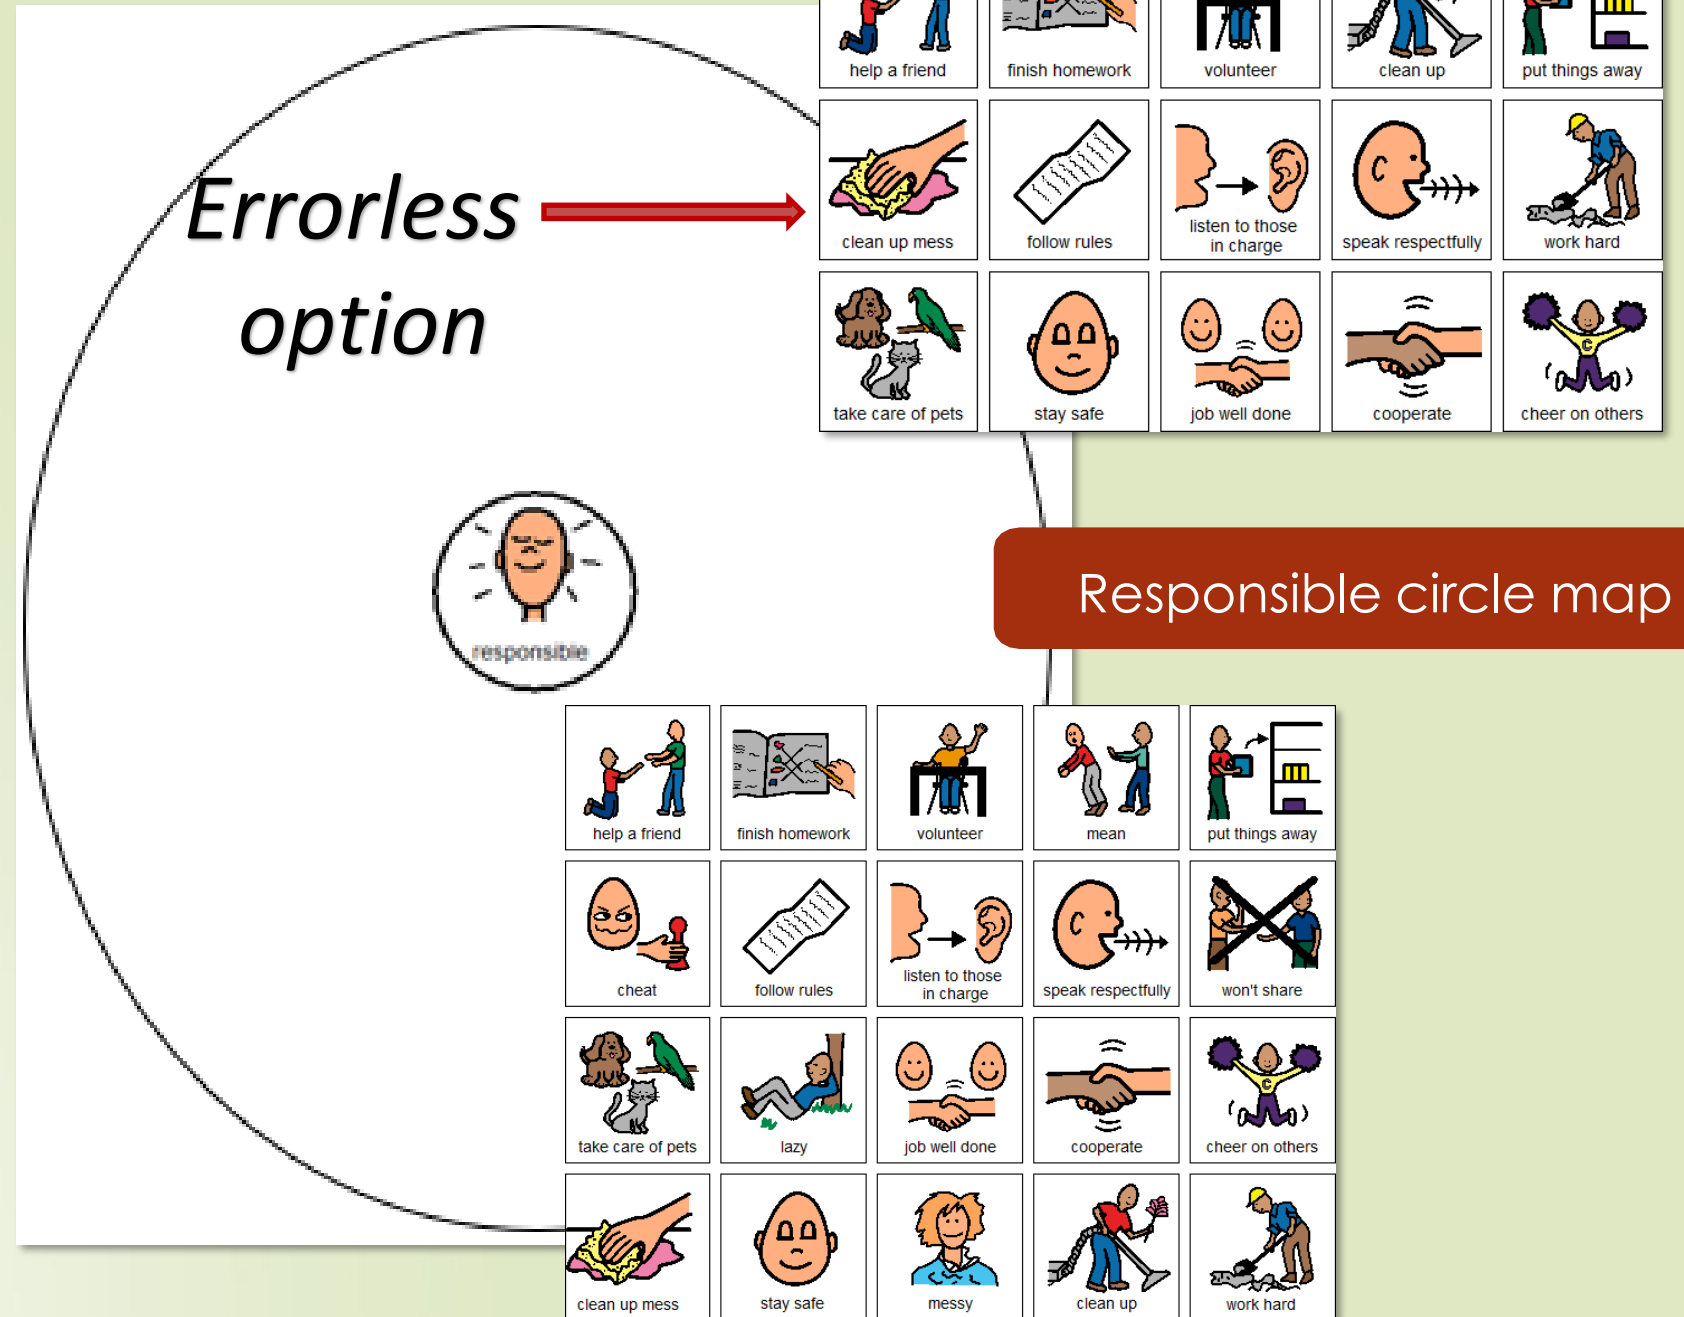 help a friend
finish homework
volunteer
clean up
put things away
Errorless
option
clean up mess
follow rules
listen to those
in charge
speak respectfully
work hard
take care of pets
stay safe
job well done
cooperate
C
cheer on others
responsible
Responsible circle map
help a friend
finish homework
volunteer
mean
put things away
cheat
follow rules
listen to those
in charge
speak respectfully
won't share
take care of pets
lazy
job well done
cooperate
C
cheer on others
clean up mess
stay safe
messy
clean up
work hard